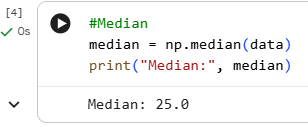 [4]
0s
#Median
median = np.median(data)
print("Median:", median)
Median: 25.0